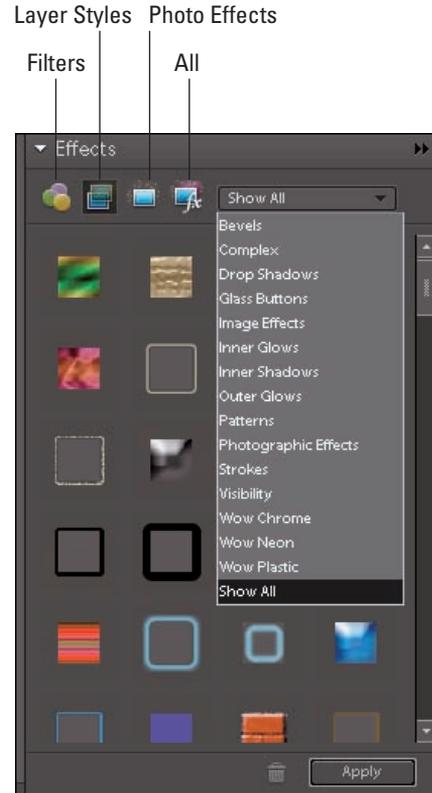 Layer Styles Photo Effects
Filters All
Effects
fx Show All
Bevels
Complex
Drop Shadows
Glass Buttons
Image Effects
Inner Glows
Inner Shadows
Outer Glows
Patterns
Photographic Effects
Strokes
Visibility
Wow Chrome
Wow Neon
Wow Plastic
Show All
Apply